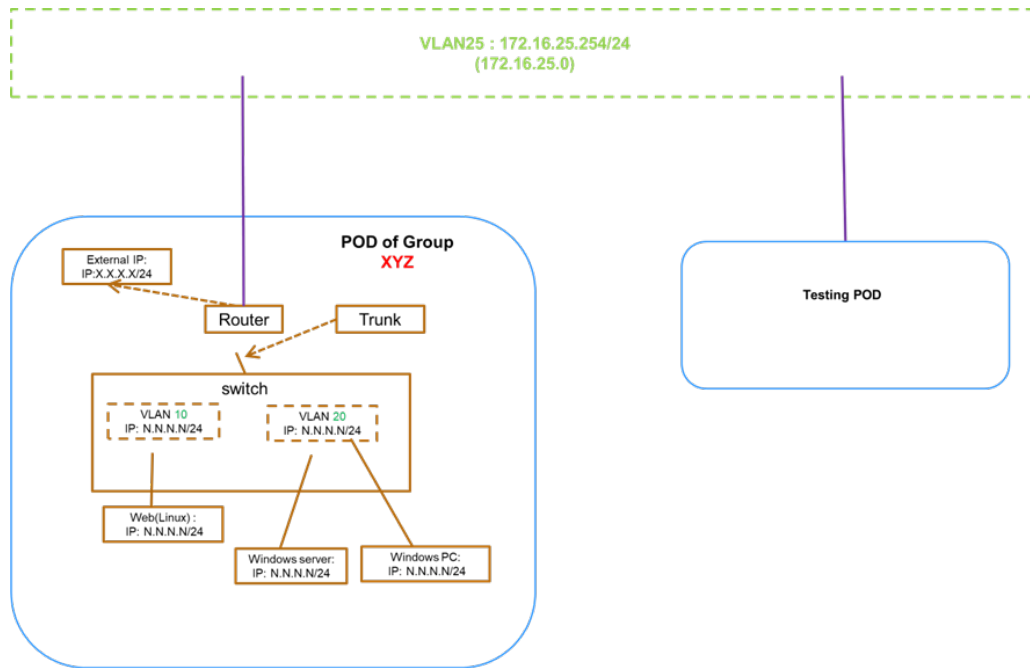 VLAN25 : 172.16.25.254/24
(172.16.25.0)
POD of Group
XYZ
External IP:
IP:X.X.X.X/24
Router
Trunk
switch
VLAN 10
IP: N.N.N.N/24
VLAN 20
IP: N.N.N.N/24
Web(Linux) :
IP: N.N.N.N/24
Windows server:
IP: N.N.N.N/24
Windows PC:
IP: N.N.N.N/24
Testing POD